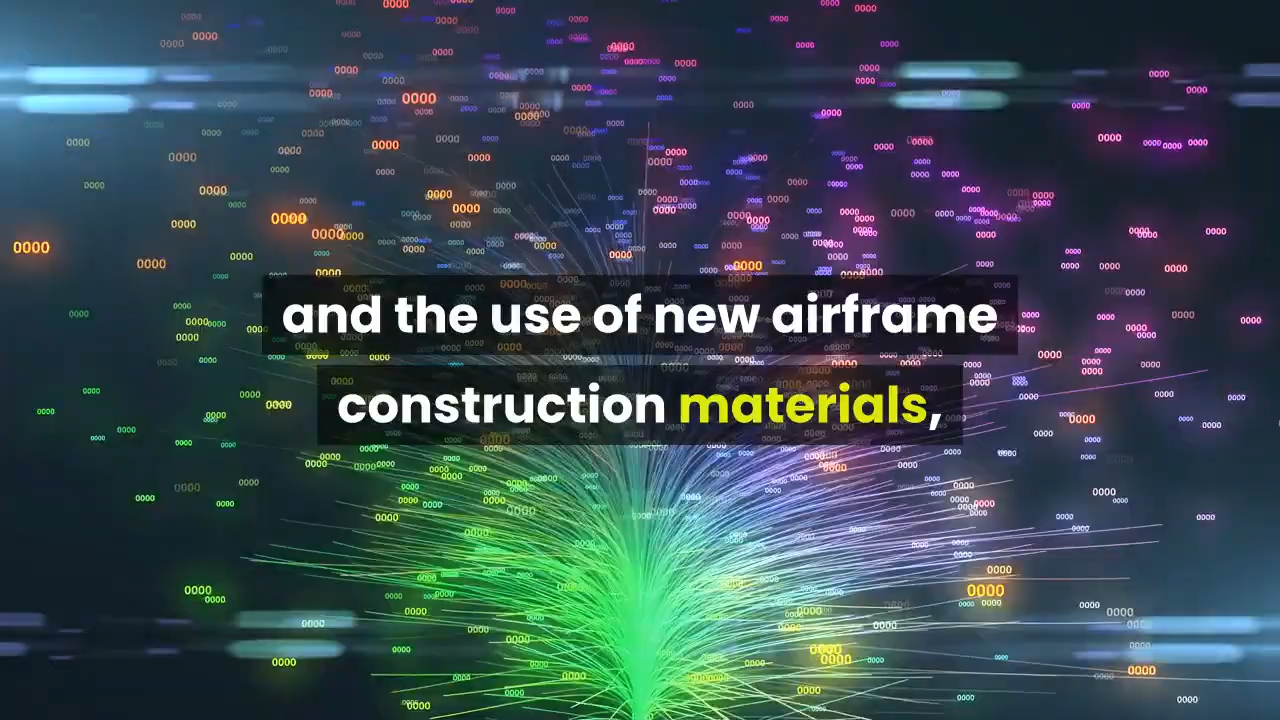 and the use of new airframe
construction materials,